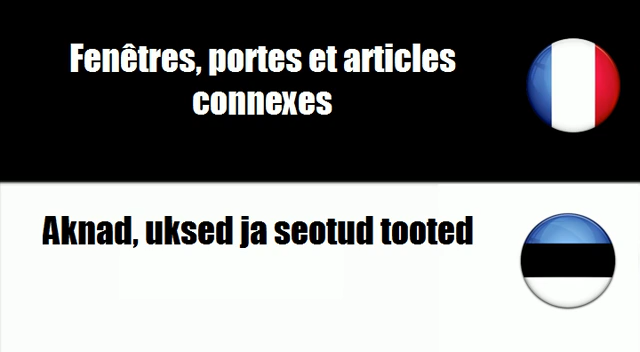 Fenêtres, portes et articles
connexes
Aknad, uksed ja seotud tooted